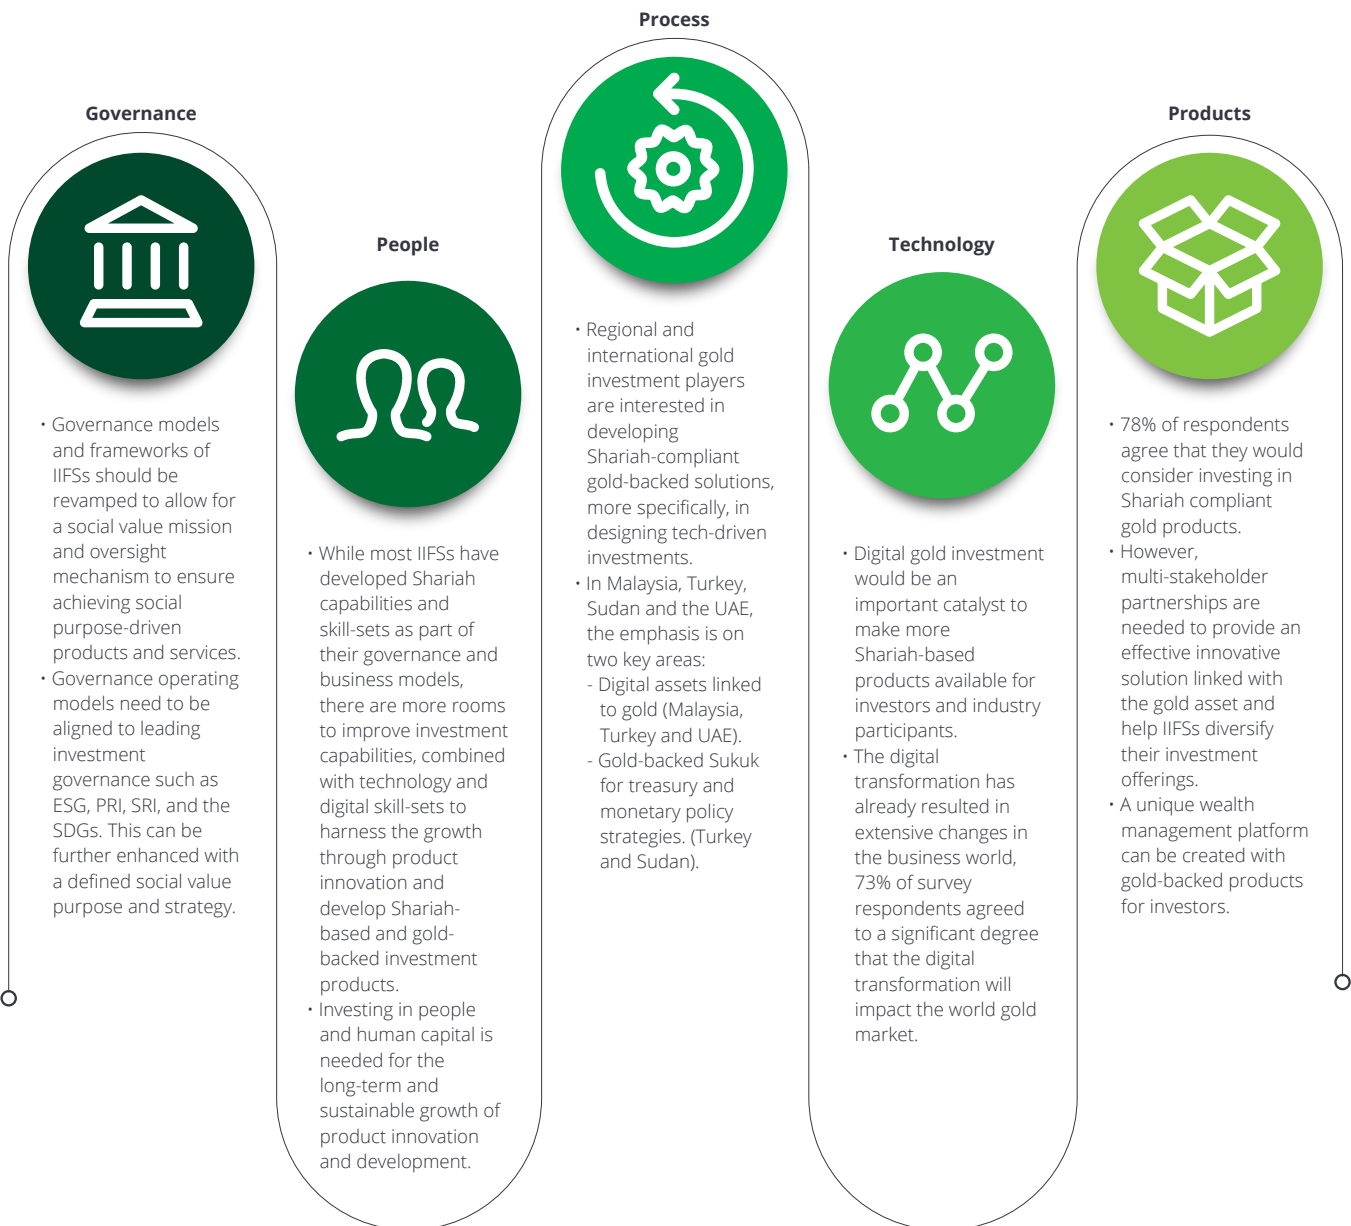 Governance
• Governance models
and frameworks of
IIFSs should be
revamped to allow for
a social value mission
and oversight
mechanism to ensure
achieving social
purpose-driven
products and services.
• Governance operating
models need to be
aligned to leading
investment
governance such as
ESG, PRI, SRI, and the
SDGs. This can be
further enhanced with
a defined social value
purpose and strategy.
People
• While most IIFSs have
developed Shariah
capabilities and
skill-sets as part of
their governance and
business models,
there are more rooms
to improve investment
capabilities, combined
with technology and
digital skill-sets to
harness the growth
through product
innovation and
develop Shariah-
based and gold-
backed investment
products.
• Investing in people
and human capital is
needed for the
long-term and
sustainable growth of
product innovation
and development.
Process
• Regional and
international gold
investment players
are interested in
developing
Shariah-compliant
gold-backed solutions,
more specifically, in
designing tech-driven
investments.
• In Malaysia, Turkey,
Sudan and the UAE,
the emphasis is on
two key areas:
- Digital assets linked
to gold (Malaysia,
Turkey and UAE).
- Gold-backed Sukuk
for treasury and
monetary policy
strategies. (Turkey
and Sudan).
Technology
• Digital gold investment
would be an
important catalyst to
make more
Shariah-based
products available for
investors and industry
participants.
• The digital
transformation has
already resulted in
extensive changes in
the business world,
73% of survey
respondents agreed
to a significant degree
that the digital
transformation will
impact the world gold
market.
Products
• 78% of respondents
agree that they would
consider investing in
Shariah compliant
gold products.
• However,
multi-stakeholder
partnerships are
needed to provide an
effective innovative
solution linked with
the gold asset and
help IIFSs diversify
their investment
offerings.
• A unique wealth
management platform
can be created with
gold-backed products
for investors.